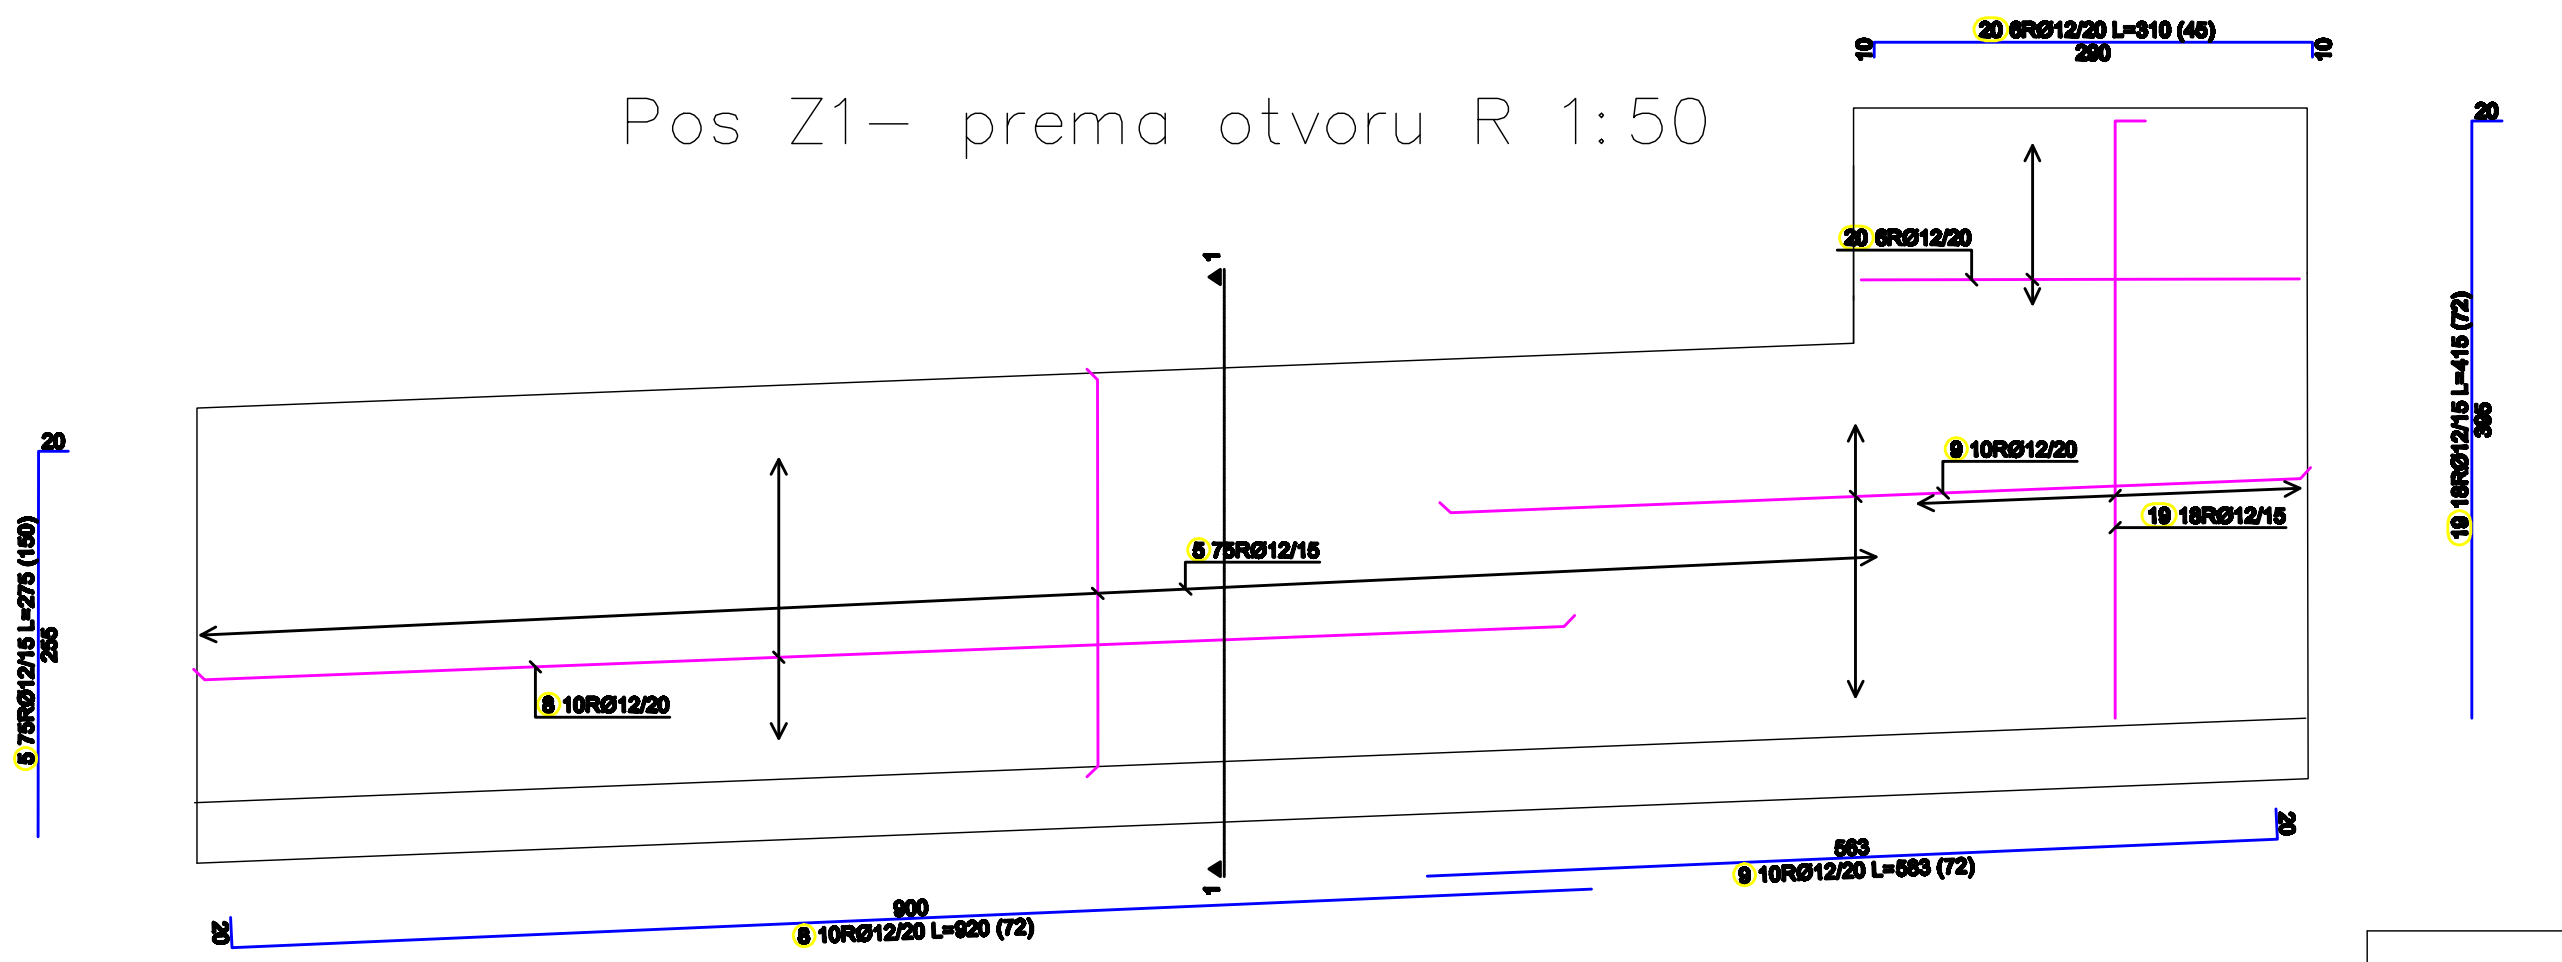 20 6RØ12/20 L=310 (45)
10
290
10
Pos Z1- prema otvoru R 1:50
20
20 6RØ12/20
1
19 18RØ12/15 L=415 (72)
395
20
9 10RØ12/20
19 18RØ12/15
5 75RØ12/15
5 75RØ12/15 L=275 (150)
255
8 10RØ12/20
563
20
9 10RØ12/20 L=583 (72)
1
900
20
8 10RØ12/20 L=920 (72)